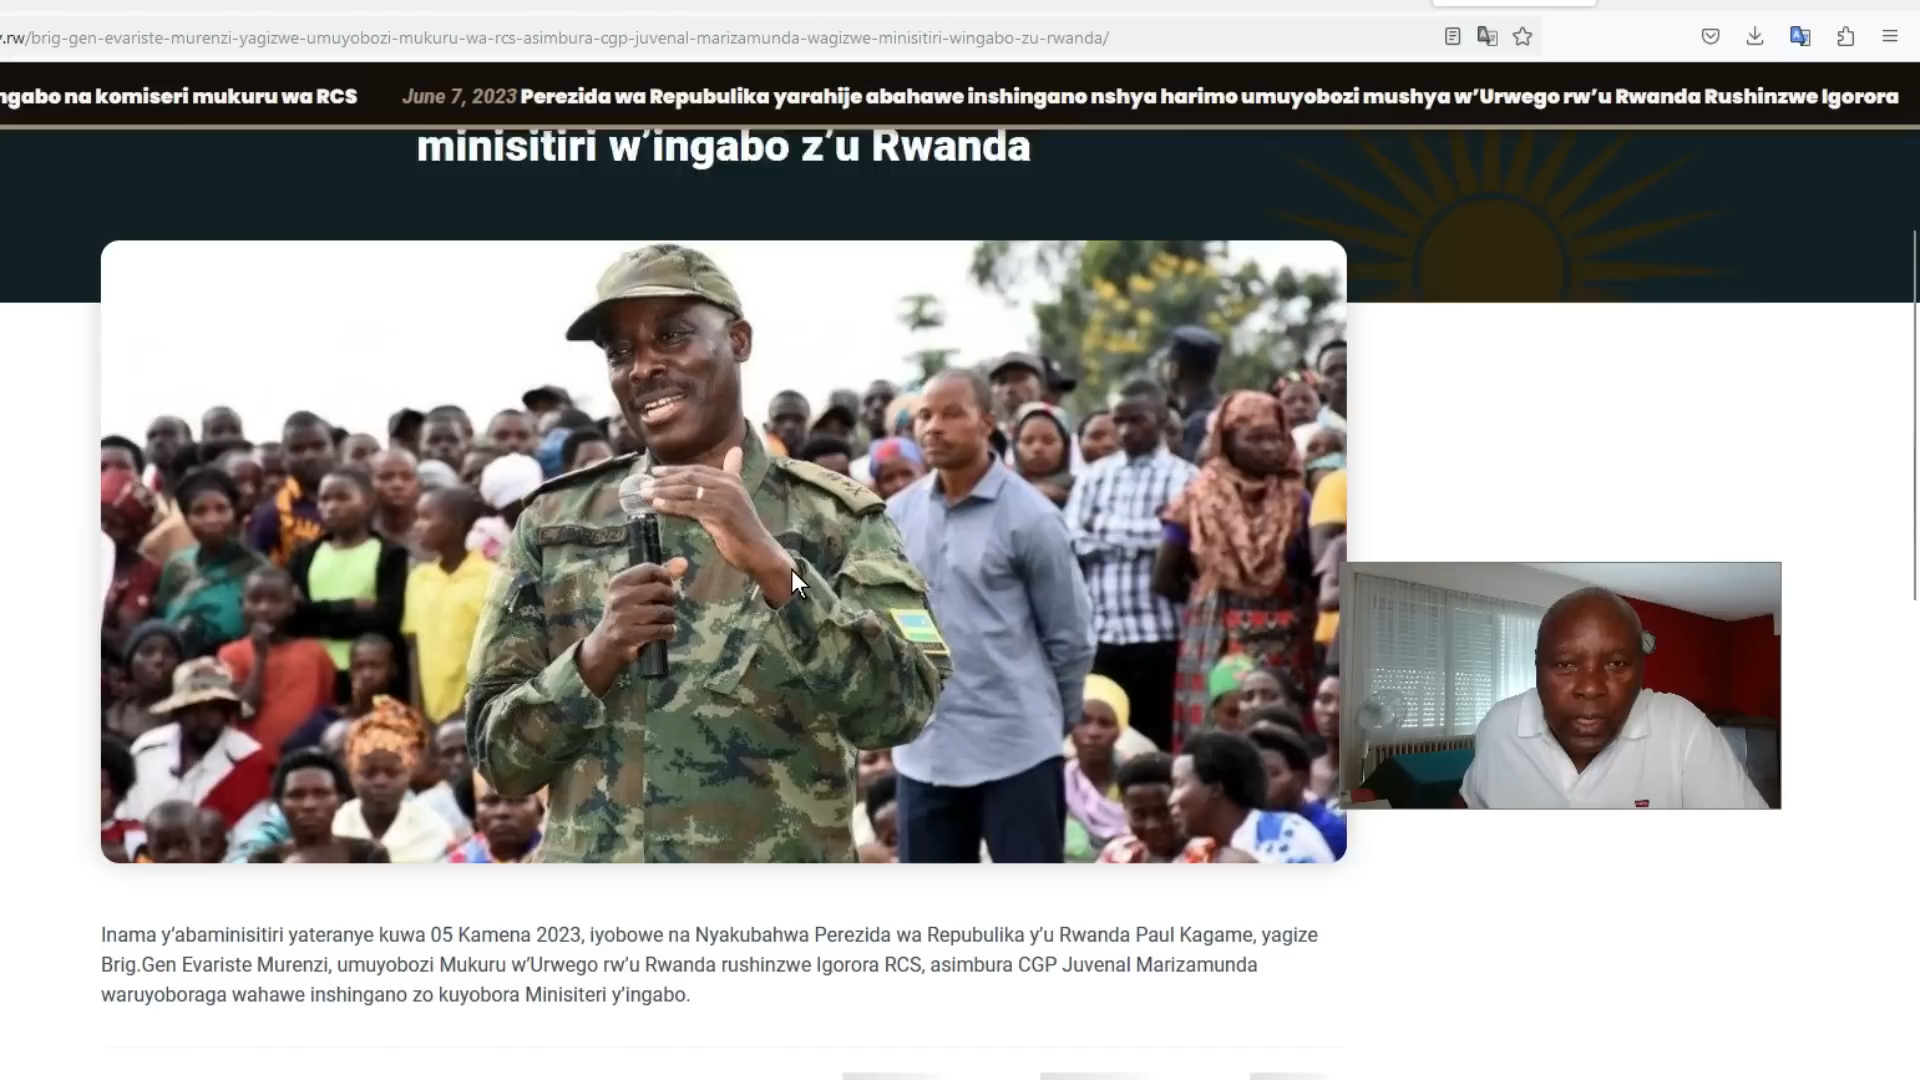 .rw/brig-gen-evariste-murenzi-yagizwe-umuyobozi-mukuru-wa-rcs-asimbura-cgp-juvenal-marizamunda-wagizwe-minisitiri-wingabo-zu-rwanda/
ngabo na komiseri mukuru wa RCS June 7, 2023 Perezida wa Repubulika yarahije abahawe inshingano nshya harimo umuyobozi mushya w’Urwego rw’u Rwanda Rushinzwe Igorora
minisitiri w’ingabo z’u Rwanda
Inama y’abaminisitiri yateranye kuwa 05 Kamena 2023, iyobowe na Nyakubahwa Perezida wa Repubulika y’u Rwanda Paul Kagame, yagize
Brig.Gen Evariste Murenzi, umuyobozi Mukuru w’Urwego rw’u Rwanda rushinzwe Igorora RCS, asimbura CGP Juvenal Marizamunda
waruyoboraga wahawe inshingano zo kuyobora Minisiteri y’ingabo.